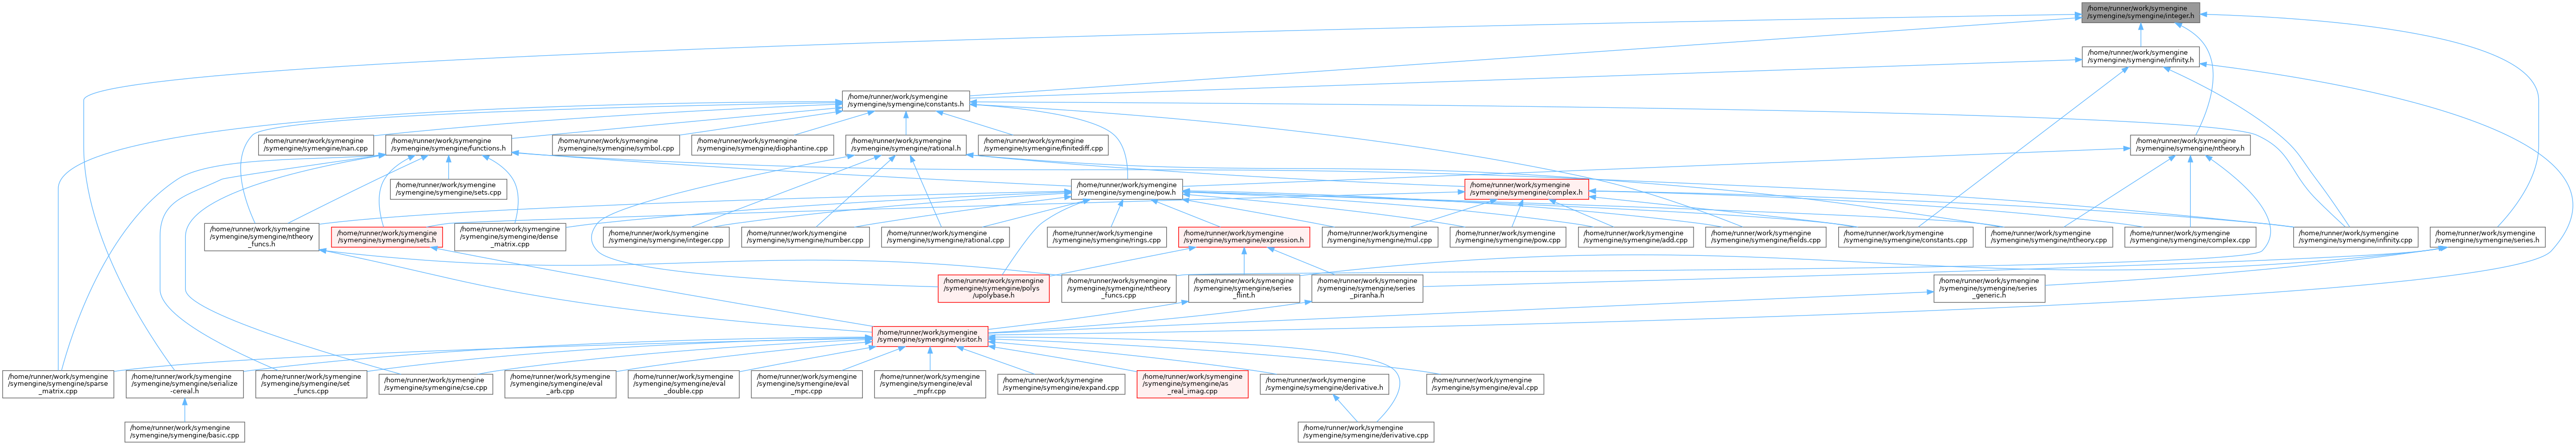 /home/runner/work/symengine
/symengine/symengine/integer.h
/home/runner/work/symengine
/symengine/symengine/infinity.h
/home/runner/work/symengine
/symengine/symengine/constants.h
/home/runner/work/symengine
/symengine/symengine/nan.cpp
/home/runner/work/symengine
/symengine/symengine/functions.h
/home/runner/work/symengine
/symengine/symengine/symbol.cpp
/home/runner/work/symengine
/symengine/symengine/diophantine.cpp
/home/runner/work/symengine
/symengine/symengine/rational.h
/home/runner/work/symengine
/symengine/symengine/finitediff.cpp
/home/runner/work/symengine
/symengine/symengine/ntheory.h
/home/runner/work/symengine
/symengine/symengine/sets.cpp
/home/runner/work/symengine
/symengine/symengine/pow.h
/home/runner/work/symengine
/symengine/symengine/complex.h
/home/runner/work/symengine
/symengine/symengine/ntheory
_funcs.h
/home/runner/work/symengine
/symengine/symengine/sets.h
/home/runner/work/symengine
/symengine/symengine/dense
_matrix.cpp
/home/runner/work/symengine
/symengine/symengine/integer.cpp
/home/runner/work/symengine
/symengine/symengine/number.cpp
/home/runner/work/symengine
/symengine/symengine/rational.cpp
/home/runner/work/symengine
/symengine/symengine/rings.cpp
/home/runner/work/symengine
/symengine/symengine/expansion.h
/home/runner/work/symengine
/symengine/symengine/mul.cpp
/home/runner/work/symengine
/symengine/symengine/pow.cpp
/home/runner/work/symengine
/symengine/symengine/add.cpp
/home/runner/work/symengine
/symengine/symengine/fields.cpp
/home/runner/work/symengine
/symengine/symengine/constants.cpp
/home/runner/work/symengine
/symengine/symengine/ntheory.cpp
/home/runner/work/symengine
/symengine/symengine/complex.cpp
/home/runner/work/symengine
/symengine/symengine/infinity.cpp
/home/runner/work/symengine
/symengine/symengine/series.h
/home/runner/work/symengine
/symengine/symengine/polys
/upolybase.h
/home/runner/work/symengine
/symengine/symengine/ntheory
_funcs.cpp
/home/runner/work/symengine
/symengine/symengine/series
_flint.h
/home/runner/work/symengine
/symengine/symengine/series
_piranha.h
/home/runner/work/symengine
/symengine/symengine/series
_generic.h
/home/runner/work/symengine
/symengine/symengine/visitor.h
/home/runner/work/symengine
/symengine/symengine/sparse
_matrix.cpp
/home/runner/work/symengine
/symengine/symengine/serialize
-cereal.h
/home/runner/work/symengine
/symengine/symengine/set
_funcs.cpp
/home/runner/work/symengine
/symengine/symengine/cse.cpp
/home/runner/work/symengine
/symengine/symengine/eval
_arb.cpp
/home/runner/work/symengine
/symengine/symengine/eval
_double.cpp
/home/runner/work/symengine
/symengine/symengine/eval
_mpc.cpp
/home/runner/work/symengine
/symengine/symengine/eval
_mpfr.cpp
/home/runner/work/symengine
/symengine/symengine/expand.cpp
/home/runner/work/symengine
/symengine/symengine/as
_real_imag.cpp
/home/runner/work/symengine
/symengine/symengine/derivative.h
/home/runner/work/symengine
/symengine/symengine/eval.cpp
/home/runner/work/symengine
/symengine/symengine/basic.cpp
/home/runner/work/symengine
/symengine/symengine/derivative.cpp